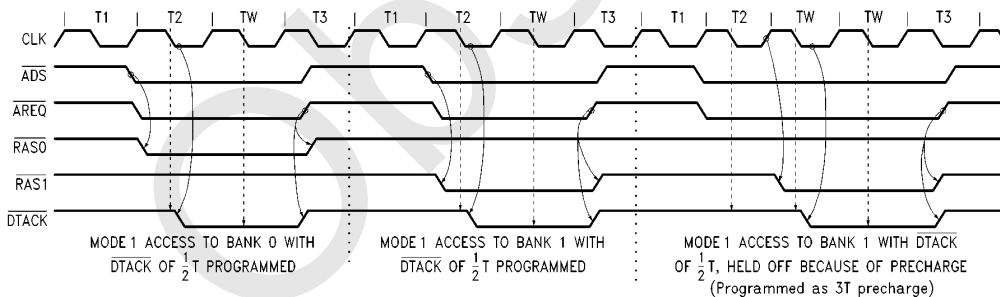 T1 T2 TW T3 T1 T2 TW T3 T1 T2 TW TW T3
CLK
ADS
AREQ
RAS0
RAS1
DTACK
MODE 1 ACCESS TO BANK 0 WITH
DTACK OF 1/2T PROGRAMMED
MODE 1 ACCESS TO BANK 1 WITH
DTACK OF 1/2T PROGRAMMED
MODE 1 ACCESS TO BANK 1 WITH DTACK
OF 1/2T, HELD OFF BECAUSE OF PRECHARGE
(Programmed as 3T precharge)